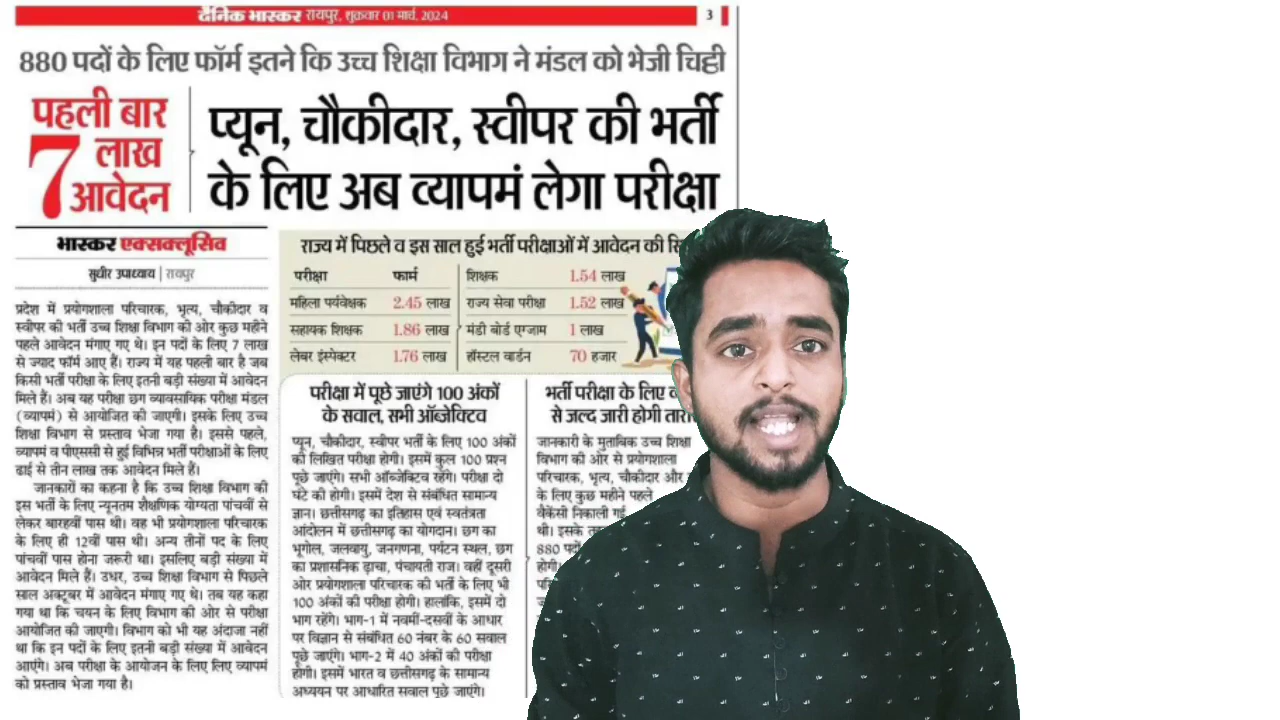 दैनिक भास्कर रायपुर, शुक्रवार 01 मार्च, 2024
3
880 पदों के लिए फॉर्म इतने कि उच्च शिक्षा विभाग ने मंडल को भेजी चिट्ठी
पहली बार
7 लाख
आवेदन
प्यून, चौकीदार, स्वीपर की भर्ती
के लिए अब व्यापमं लेगा परीक्षा
भास्कर एक्सक्लूसिव
सुधीर उपाध्याय | रायपुर
प्रदेश में प्रयोगशाला परिचारक, भृत्य, चौकीदार व
स्वीपर की भर्ती उच्च शिक्षा विभाग की ओर कुछ महीने
पहले आवेदन मंगाए गए थे। इन पदों के लिए 7 लाख
से ज्याद फॉर्म आए हैं। राज्य में यह पहली बार है जब
किसी भर्ती परीक्षा के लिए इतनी बड़ी संख्या में आवेदन
मिले हैं। अब यह परीक्षा छग व्यावसायिक परीक्षा मंडल
(व्यापमं) से आयोजित की जाएगी। इसके लिए उच्च
शिक्षा विभाग से प्रस्ताव भेजा गया है। इससे पहले,
व्यापमं व पीएससी से हुई विभिन्न भर्ती परीक्षाओं के लिए
ढाई से तीन लाख तक आवेदन मिले हैं।
जानकारों का कहना है कि उच्च शिक्षा विभाग की
इस भर्ती के लिए न्यूनतम शैक्षणिक योग्यता पांचवीं से
लेकर बारहवीं पास थी। वह भी प्रयोगशाला परिचारक
के लिए ही 12वीं पास थी। अन्य तीनों पद के लिए
पांचवीं पास होना जरूरी था। इसलिए बड़ी संख्या में
आवेदन मिले हैं। उधर, उच्च शिक्षा विभाग से पिछले
साल अक्टूबर में आवेदन मंगाए गए थे। तब यह कहा
गया था कि चयन के लिए विभाग की ओर से परीक्षा
आयोजित की जाएगी। विभाग को भी यह अंदाजा नहीं
था कि इन पदों के लिए इतनी बड़ी संख्या में आवेदन
आएंगे। अब परीक्षा के आयोजन के लिए लिए व्यापमं
को प्रस्ताव भेजा गया है।
राज्य में पिछले व इस साल हुई भर्ती परीक्षाओं में आवेदन की
परीक्षा फार्म
महिला पर्यवेक्षक 2.45 लाख
सहायक शिक्षक 1.86 लाख
लेबर इंस्पेक्टर 1.76 लाख
शिक्षक 1.54 लाख
राज्य सेवा परीक्षा 1.52 लाख
मंडी बोर्ड एग्जाम 1 लाख
हॉस्टल वार्डन 70 हजार
परीक्षा में पूछे जाएंगे 100 अंकों
के सवाल, सभी ऑब्जेक्टिव
प्यून, चौकीदार, स्वीपर भर्ती के लिए 100 अंकों
की लिखित परीक्षा होगी। इसमें कुल 100 प्रश्न
पूछे जाएंगे। सभी ऑब्जेक्टिव रहेंगे। परीक्षा दो
घंटे की होगी। इसमें देश से संबंधित सामान्य
ज्ञान। छत्तीसगढ़ का इतिहास एवं स्वतंत्रता
आंदोलन में छत्तीसगढ़ का योगदान। छग का
भूगोल, जलवायु, जनगणना, पर्यटन स्थल, छग
का प्रशासनिक ढ़ाचा, पंचायती राज। वहीं दूसरी
ओर प्रयोगशाला परिचारक की भर्ती के लिए भी
100 अंकों की परीक्षा होगी। हालांकि, इसमें दो
भाग रहेंगे। भाग-1 में नवमीं-दसवीं के आधार
पर विज्ञान से संबंधित 60 नंबर के 60 सवाल
पूछे जाएंगे। भाग-2 में 40 अंकों की परीक्षा
होगी। इसमें भारत व छत्तीसगढ़ के सामान्य
अध्ययन पर आधारित सवाल पूछे जाएंगे।
भर्ती परीक्षा के लिए
से जल्द जारी होगी
जानकारी के मुताबिक उच्च शिक्षा
विभाग की ओर से प्रयोगशाला
परिचारक, भृत्य, चौकीदार और
के लिए कुछ महीने पहले
वैकेंसी निकाली गई
थी। इसके
880
होगी।